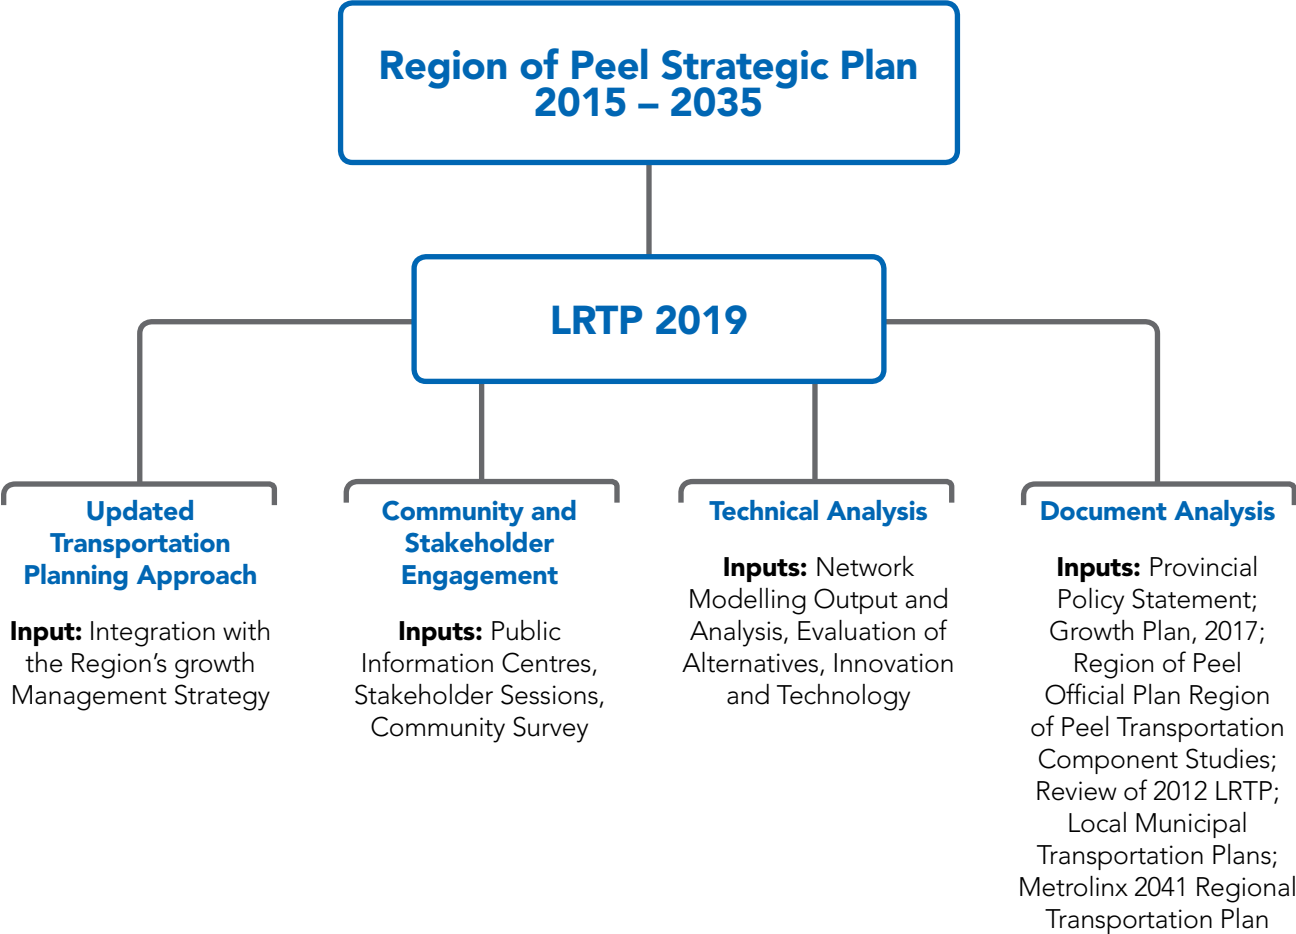 Region of Peel Strategic Plan
2015 – 2035
LRTP 2019
Updated
Transportation
Planning Approach
Input: Integration with
the Region’s growth
Management Strategy
Community and
Stakeholder
Engagement
Inputs: Public
Information Centres,
Stakeholder Sessions,
Community Survey
Technical Analysis
Inputs: Network
Modelling Output and
Analysis, Evaluation of
Alternatives, Innovation
and Technology
Document Analysis
Inputs: Provincial
Policy Statement;
Growth Plan, 2017;
Region of Peel
Official Plan Region
of Peel Transportation
Component Studies;
Review of 2012 LRTP;
Local Municipal
Transportation Plans;
Metrolinx 2041 Regional
Transportation Plan